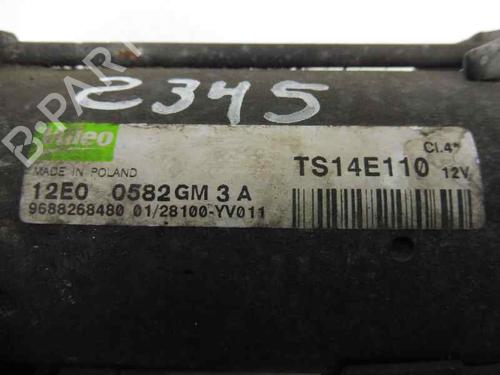 2345
Valeo
MADE IN POLAND
12E0 0582GM 3 A
9688268480 01/28100-YV011
Cl.4*
TS14E110 12V
B-PARTS